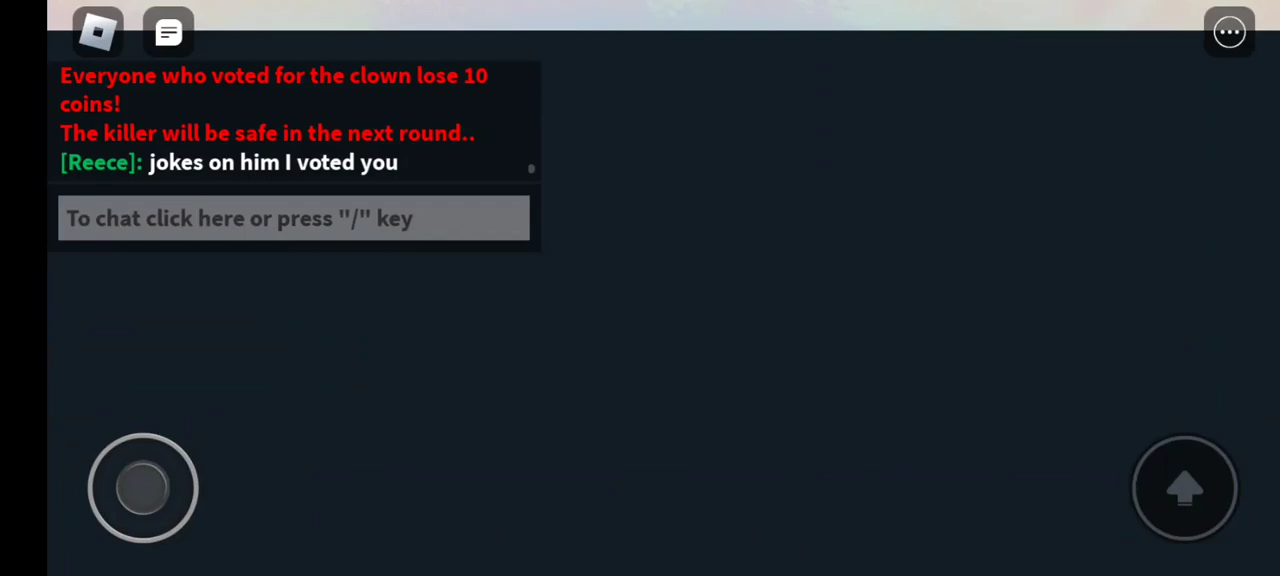 Everyone who voted for the clown lose 10
coins!
The killer will be safe in the next round..
[Reece]: jokes on him I voted you
To chat click here or press "/" key